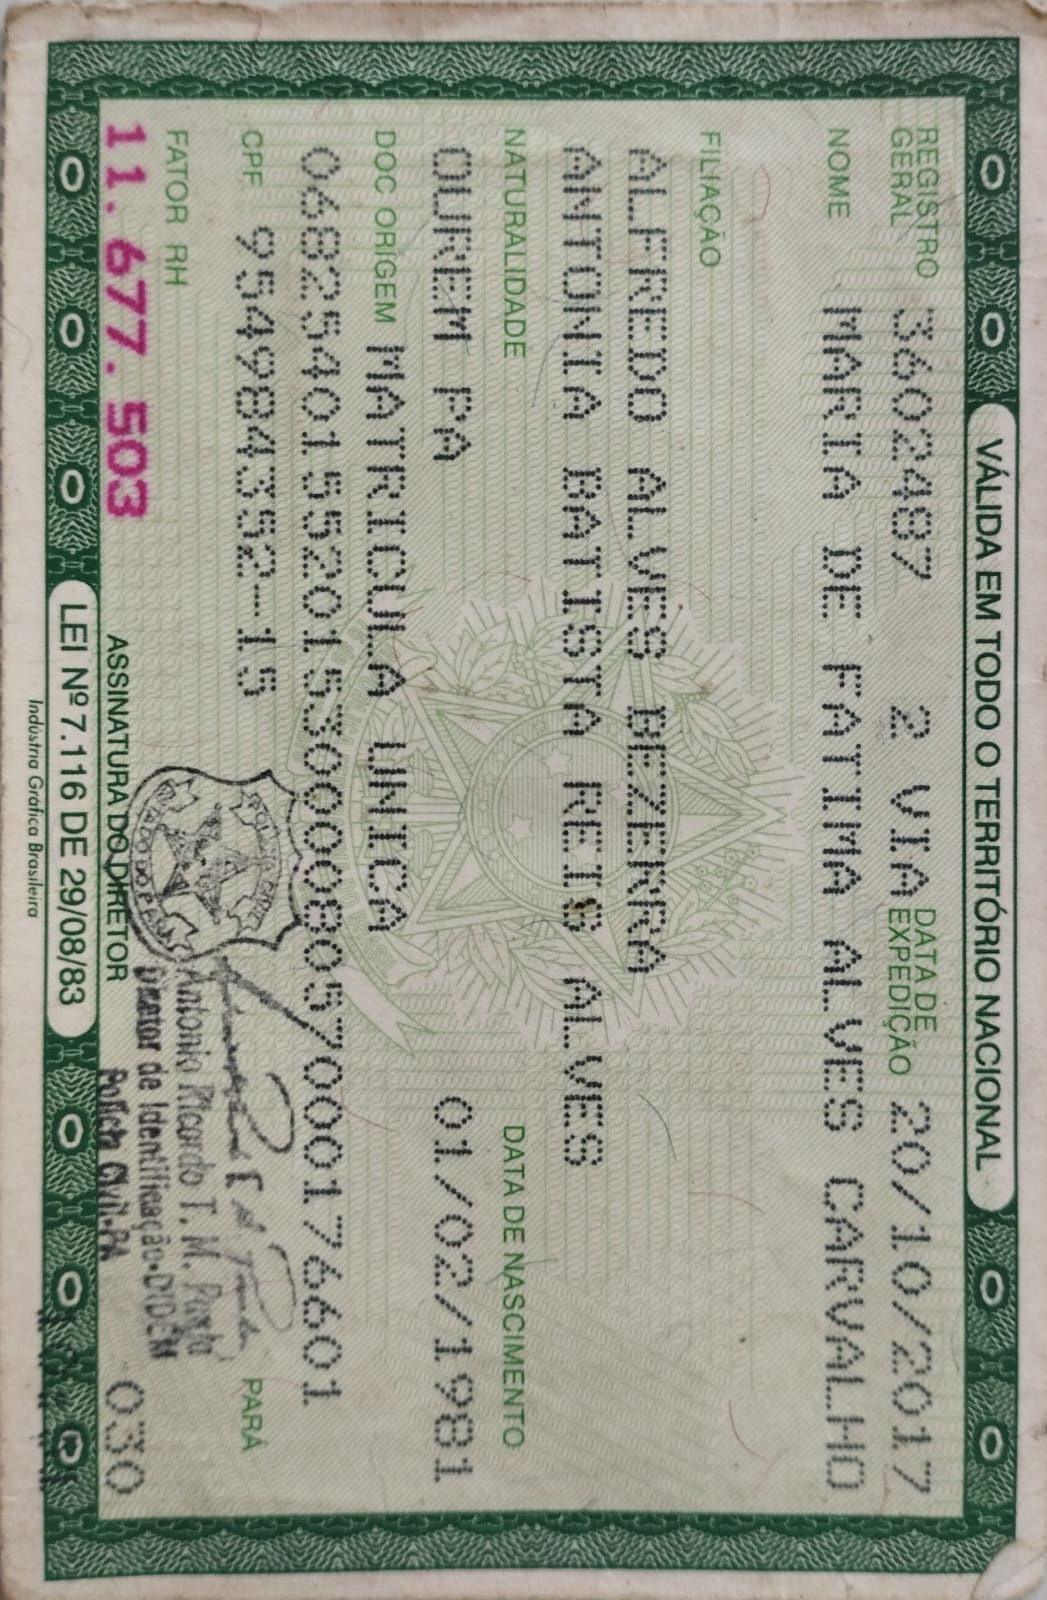 VÁLIDA EM TODO O TERRITÓRIO NACIONAL
REGISTRO GERAL 3602487 2 VIA DATA DE EXPEDIÇÃO 20/10/2017
NOME MARIA DE FATIMA ALVES CARVALHO
FILIAÇÃO
ALFREDO ALVES BEZERRA
ANTONIA BATISTA REIS ALVES
NATURALIDADE DATA DE NASCIMENTO
OUREM PA 01/02/1981
DOC ORIGEM MATRICULA UNICA
06825401552015300008057000176601
CPF 954984352-15
PARÁ
FATOR RH
Antonio Ricardo T. M.
Diretor de Identificação-DIDEM
Polícia Civil-PA
11.677.503
ASSINATURA DO DIRETOR
030
LEI Nº 7.116 DE 29/08/83
Indústria Gráfica Brasileira